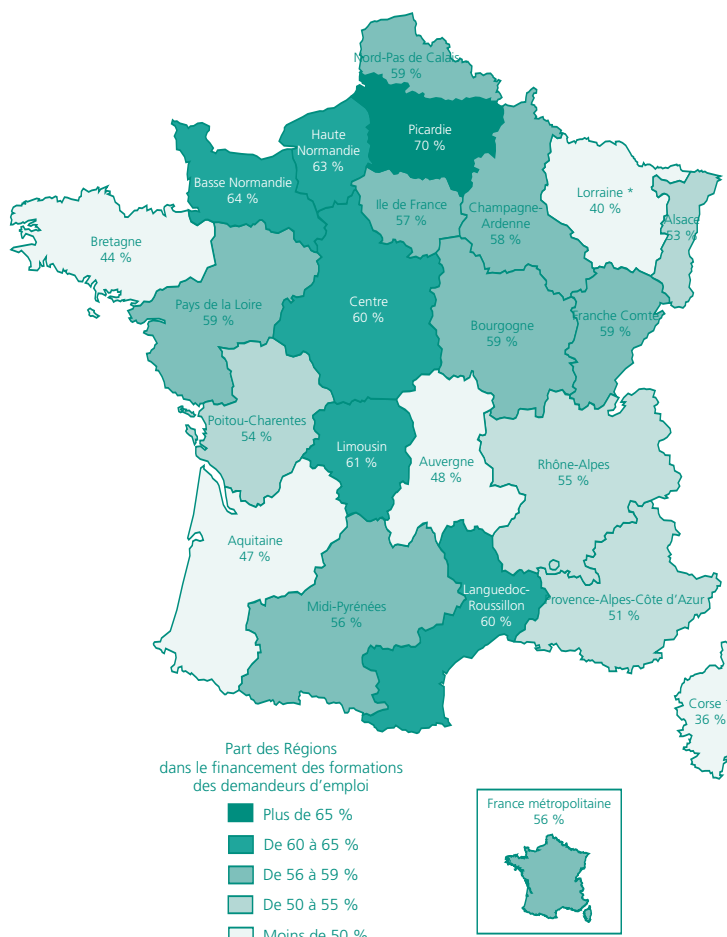 Nord-Pas de Calais
59 %
Picardie
70 %
Haute
Normandie
63 %
Basse Normandie
64 %
Ile de France
57 %
Champagne-
Ardenne
58 %
Lorraine *
40 %
Alsace
53 %
Bretagne
44 %
Pays de la Loire
59 %
Centre
60 %
Bourgogne
59 %
Franche Comté
59 %
Poitou-Charentes
54 %
Limousin
61 %
Auvergne
48 %
Rhône-Alpes
55 %
Aquitaine
47 %
Midi-Pyrénées
56 %
Languedoc-
Roussillon
60 %
Provence-Alpes-Côte d'Azur
51 %
Corse *
36 %
Part des Régions
dans le financement des formations
des demandeurs d'emploi
Plus de 65 %
De 60 à 65 %
De 56 à 59 %
De 50 à 55 %
Moins de 50 %
France métropolitaine
56 %